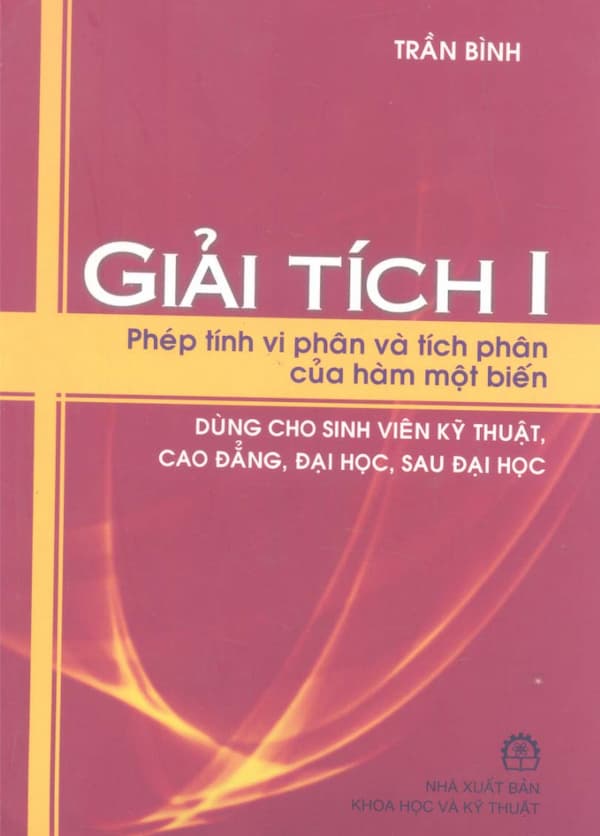 TRẦN BÌNH
GIẢI TÍCH I
Phép tính vi phân và tích phân
của hàm một biến
DÙNG CHO SINH VIÊN KỸ THUẬT,
CAO ĐẲNG, ĐẠI HỌC, SAU ĐẠI HỌC
NHÀ XUẤT BẢN
KHOA HỌC VÀ KỸ THUẬT